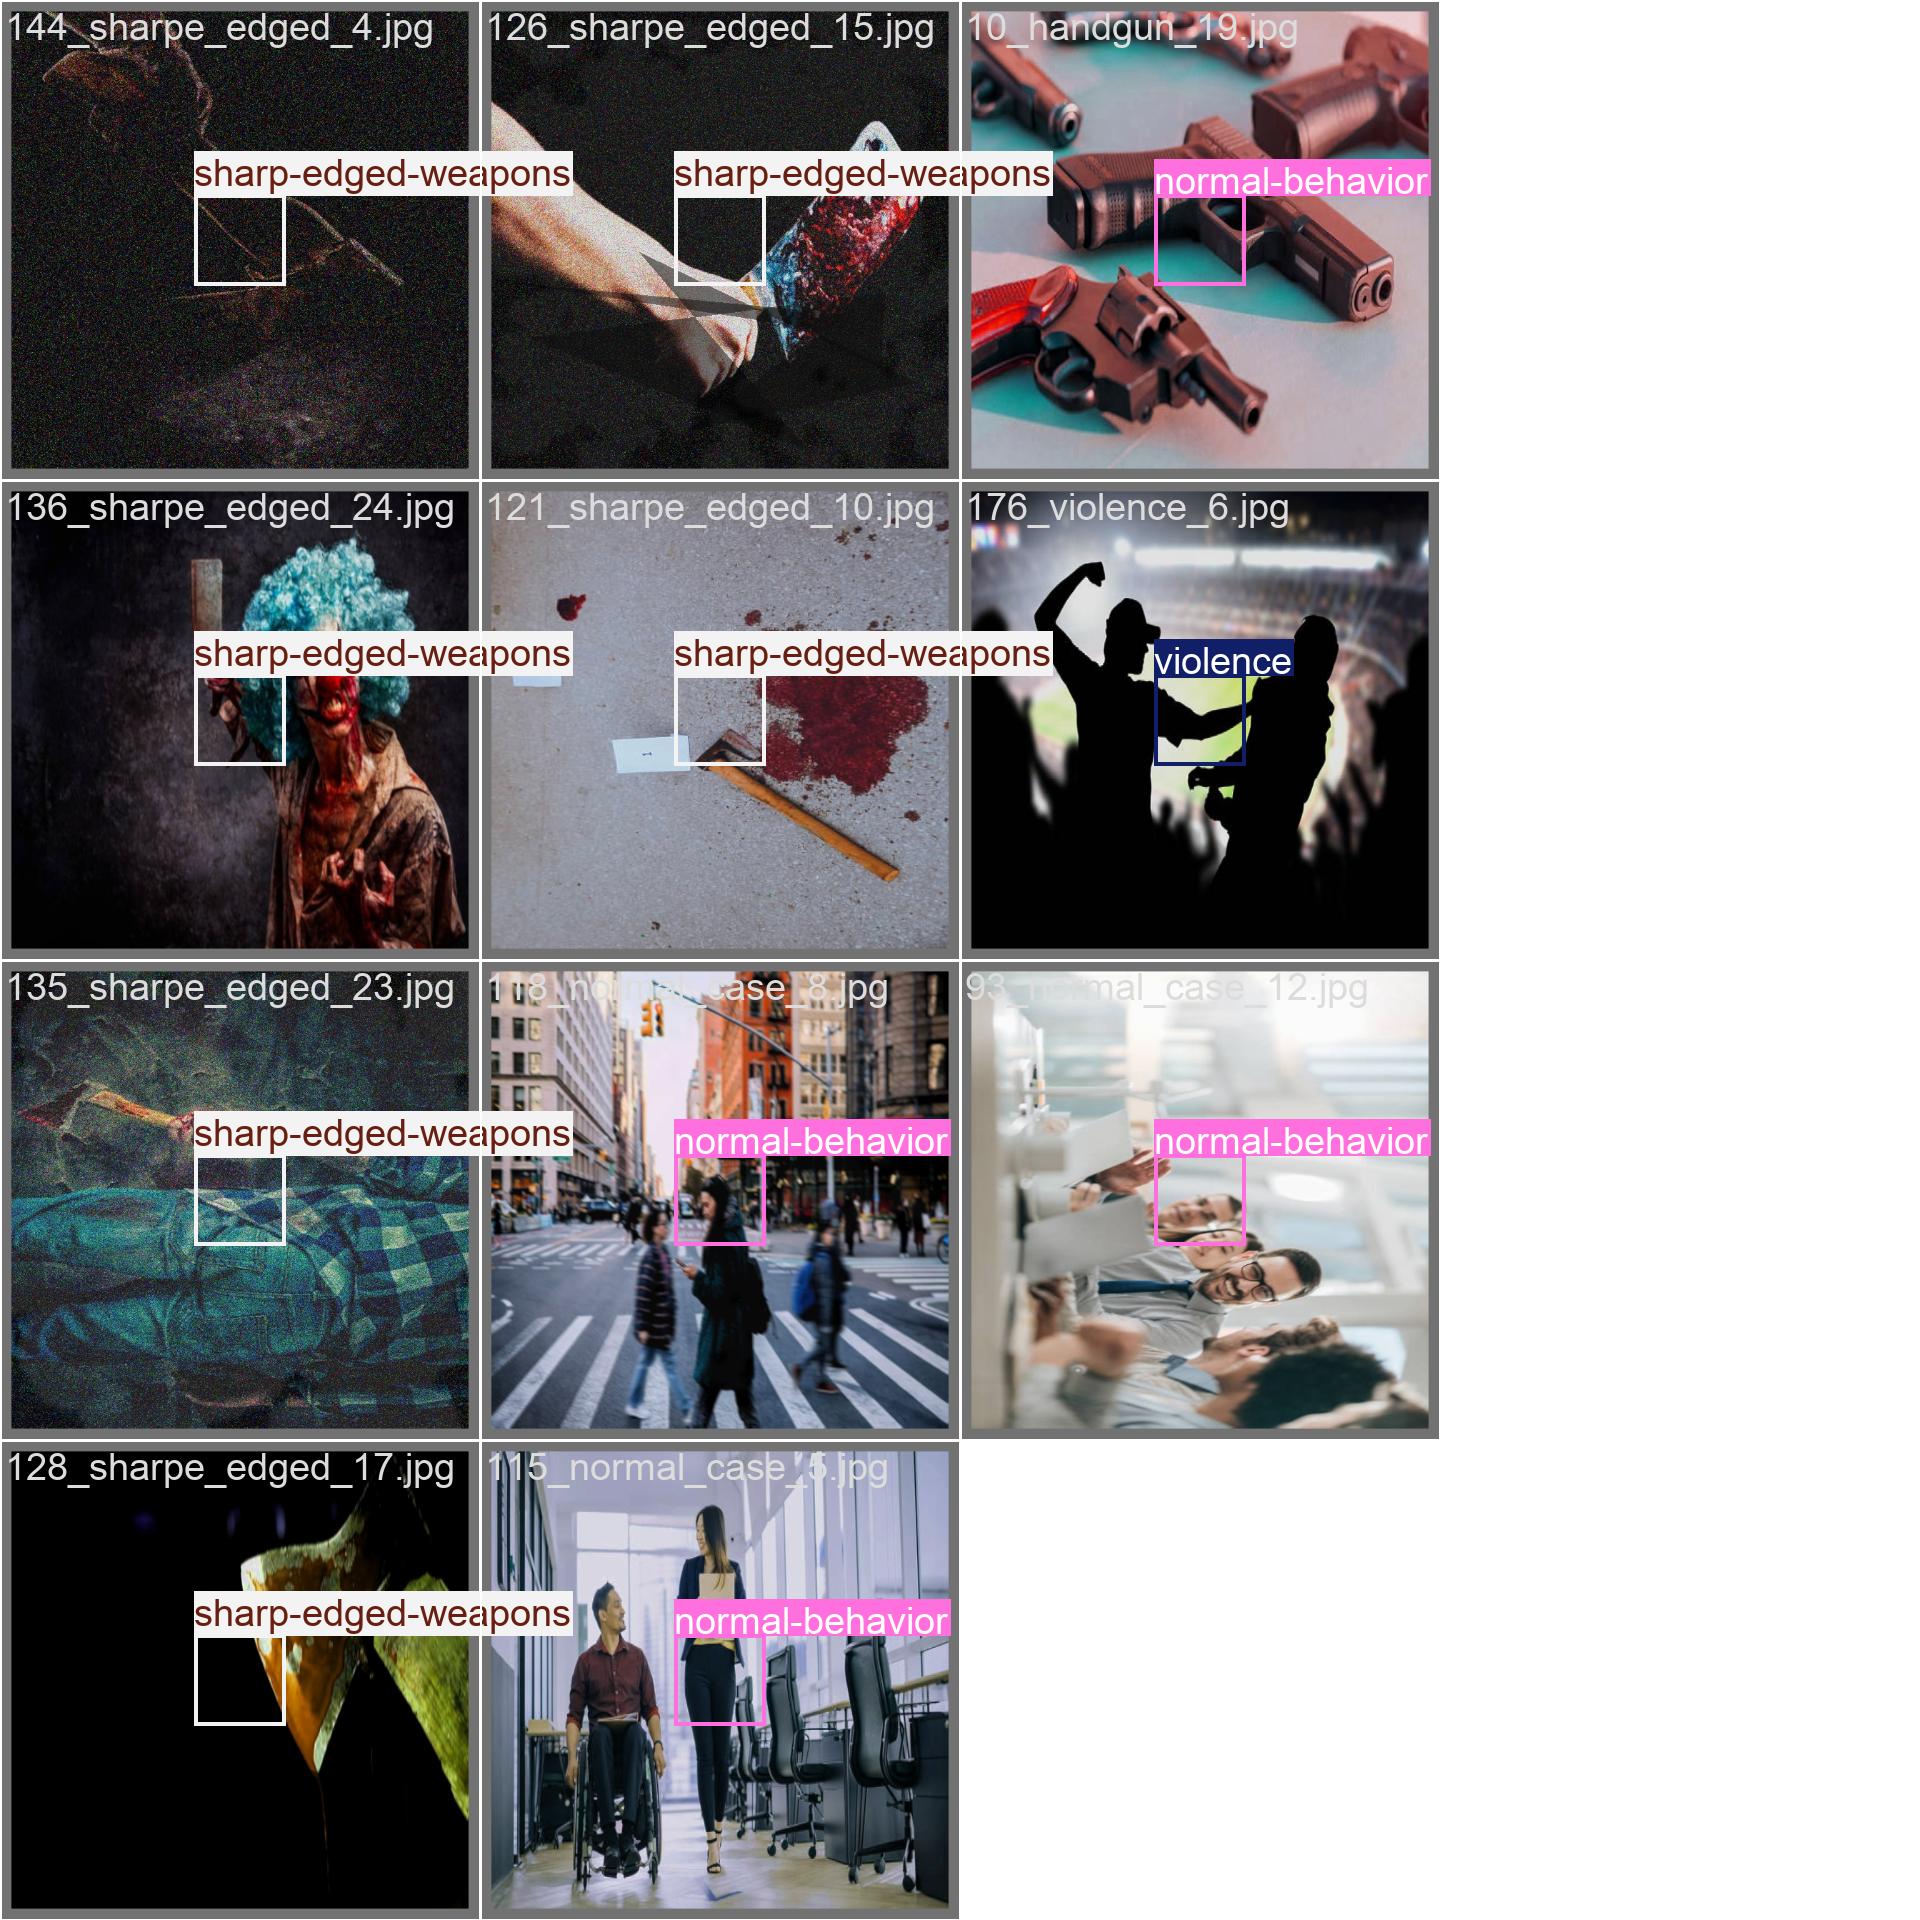 144_sharpe_edged_4.jpg
126_sharpe_edged_15.jpg
10_handgun_19.jpg
sharp-edged-weapons
sharp-edged-weapons
normal-behavior
136_sharpe_edged_24.jpg
121_sharpe_edged_10.jpg
176_violence_6.jpg
sharp-edged-weapons
sharp-edged-weapons
violence
135_sharpe_edged_23.jpg
118_normal_case_8.jpg
93_normal_case_12.jpg
sharp-edged-weapons
normal-behavior
normal-behavior
128_sharpe_edged_17.jpg
115_normal_case_5.jpg
sharp-edged-weapons
normal-behavior